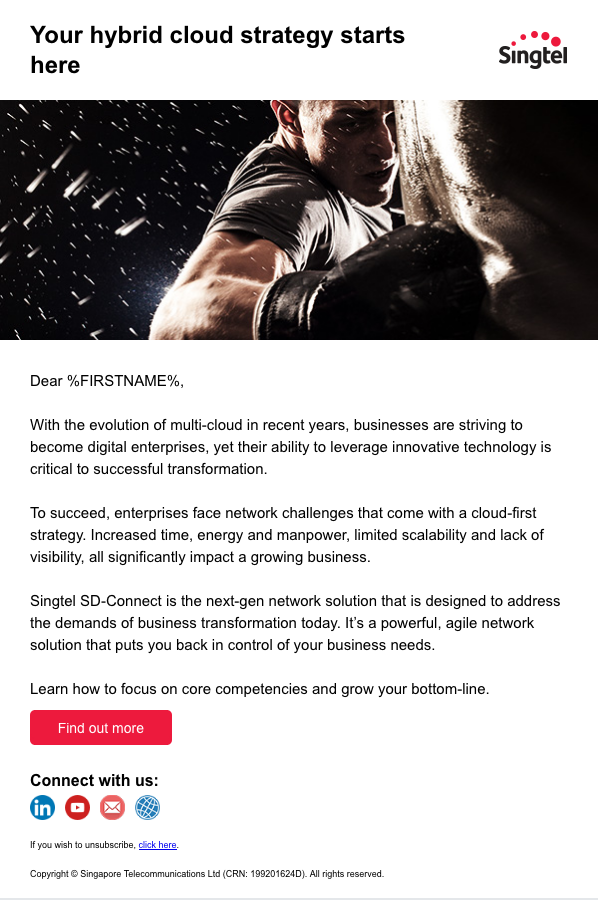 Your hybrid cloud strategy starts
here
Singtel
Dear %FIRSTNAME%,
With the evolution of multi-cloud in recent years, businesses are striving to
become digital enterprises, yet their ability to leverage innovative technology is
critical to successful transformation.
To succeed, enterprises face network challenges that come with a cloud-first
strategy. Increased time, energy and manpower, limited scalability and lack of
visibility, all significantly impact a growing business.
Singtel SD-Connect is the next-gen network solution that is designed to address
the demands of business transformation today. It’s a powerful, agile network
solution that puts you back in control of your business needs.
Learn how to focus on core competencies and grow your bottom-line.
Find out more
Connect with us:
in
If you wish to unsubscribe, click here.
Copyright © Singapore Telecommunications Ltd (CRN: 199201624D). All rights reserved.